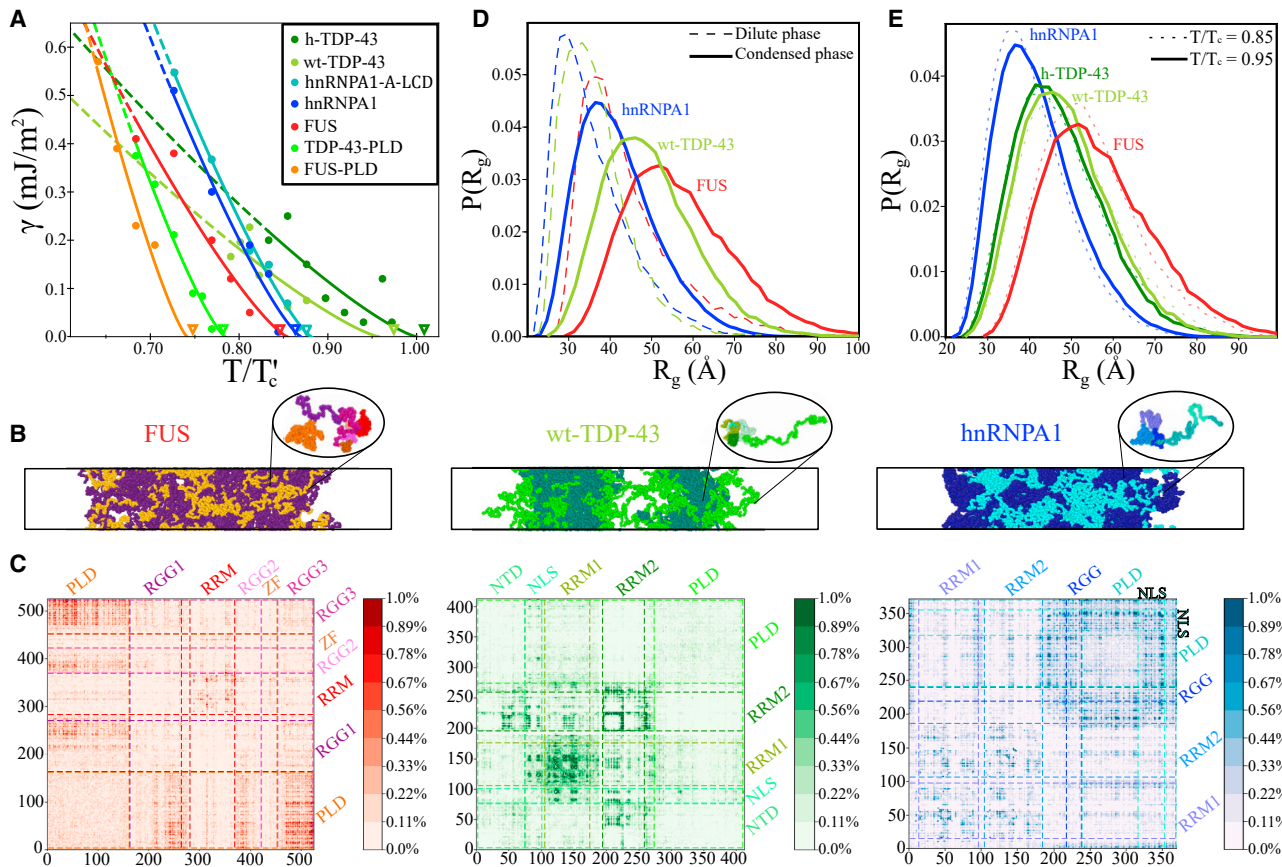 A
γ (mJ/m²)
0.6
0.5
0.4
0.3
0.2
0.1
0.0
0.70
0.80
0.90
1.00
T/T'c
h-TDP-43
wt-TDP-43
hnRNPA1-A-LCD
hnRNPA1
FUS
TDP-43-PLD
FUS-PLD
D
P(Rg)
0.05
0.04
0.03
0.02
0.01
0.00
30
40
50
60
70
80
90
100
Rg (Å)
Dilute phase
Condensed phase
hnRNPA1
wt-TDP-43
FUS
E
P(Rg)
0.04
0.03
0.02
0.01
0.00
20
30
40
50
60
70
80
90
Rg (Å)
T/Tc = 0.85
T/Tc = 0.95
hnRNPA1
h-TDP-43
wt-TDP-43
FUS
B
FUS
wt-TDP-43
hnRNPA1
C
PLD
RGG1
RRM
RGG2
ZF
RGG3
500
400
300
200
100
0
0
100
200
300
400
500
RGG3
ZF
RGG2
RRM
RGG1
PLD
1.0%
0.89%
0.78%
0.67%
0.56%
0.44%
0.33%
0.22%
0.11%
0.0%
NTD
NLS
RRM1
RRM2
PLD
400
350
300
250
200
150
100
50
0
0
50
100
150
200
250
300
350
400
PLD
RRM2
RRM1
NLS
NTD
1.0%
0.89%
0.78%
0.67%
0.56%
0.44%
0.33%
0.22%
0.11%
0.0%
RRM1
RRM2
RGG
PLD
NLS
350
300
250
200
150
100
50
0
0
50
100
150
200
250
300
350
NLS
PLD
RGG
RRM2
RRM1
1.0%
0.89%
0.78%
0.67%
0.56%
0.44%
0.33%
0.22%
0.11%
0.0%